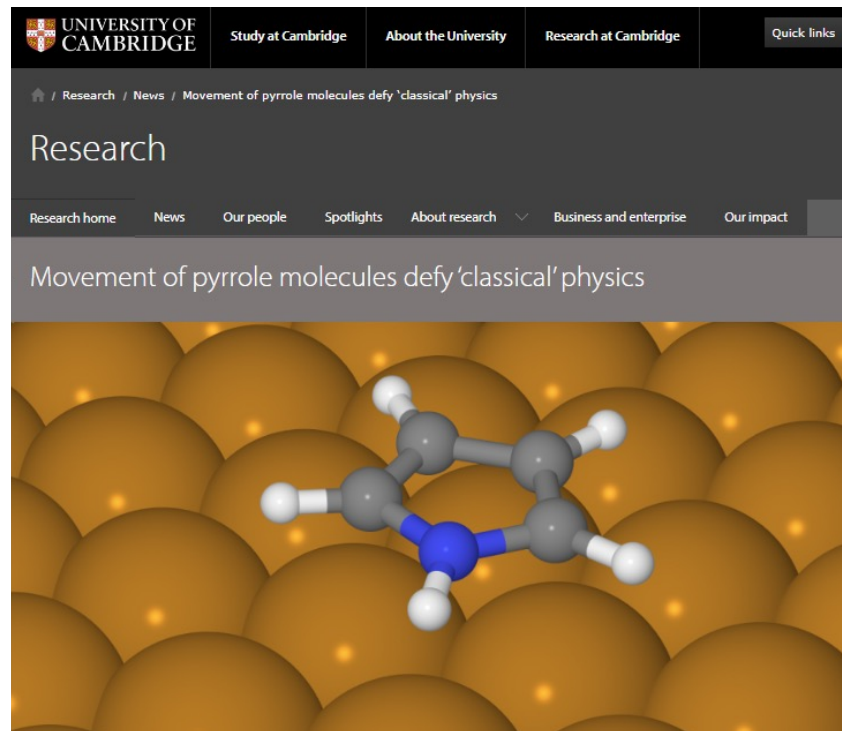 UNIVERSITY OF
CAMBRIDGE
Study at Cambridge
About the University
Research at Cambridge
Quick links
/ Research / News / Movement of pyrrole molecules defy 'classical' physics
Research
Research home
News
Our people
Spotlights
About research
Business and enterprise
Our impact
Movement of pyrrole molecules defy 'classical' physics